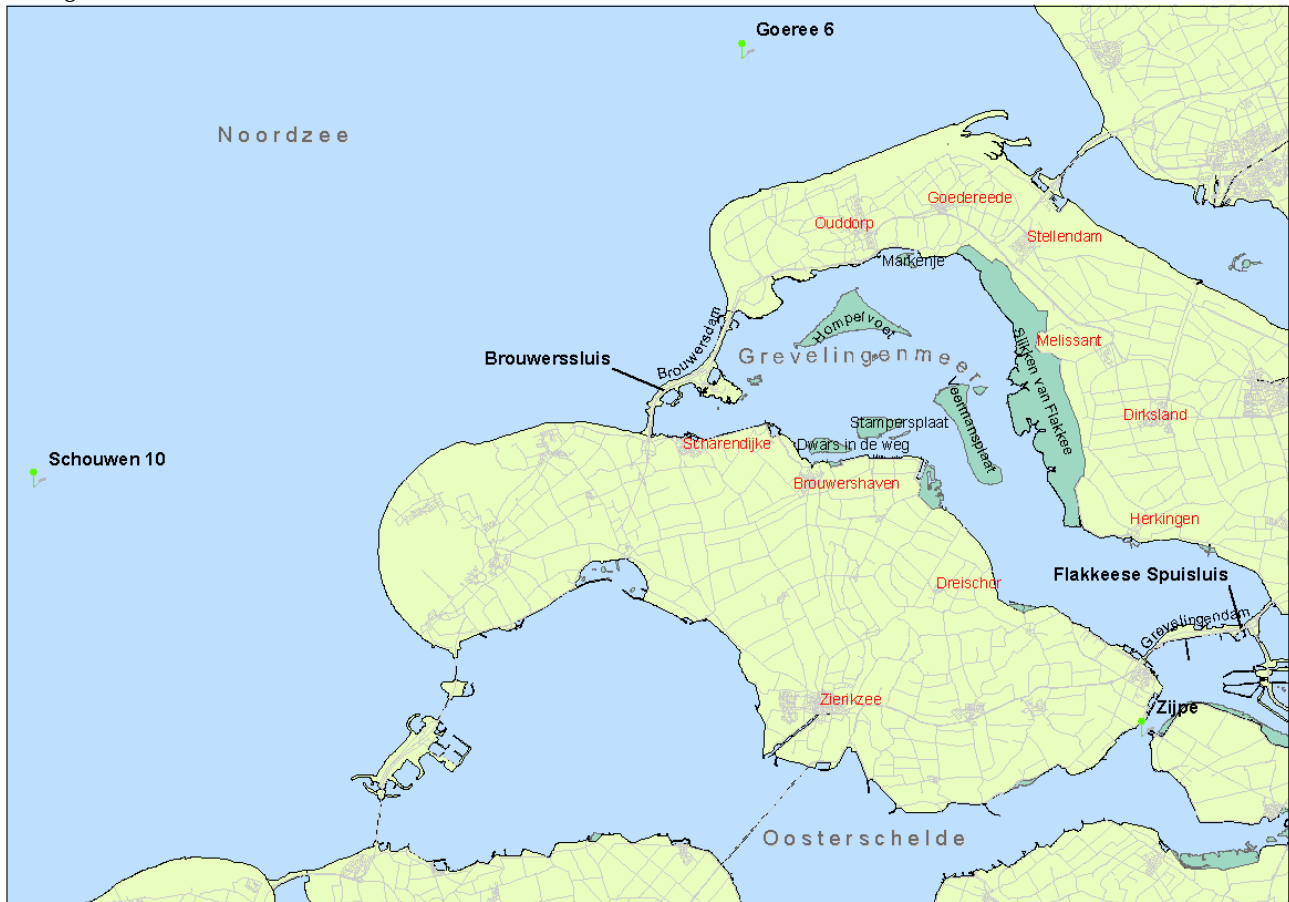 Goeree 6
Noordzee
Goedereede
Ouddorp
Stellendam
Markenje
Hompelvoet
Brouwersdam
Slikken van Flakkee
Melissant
Brouwerssluis
Grevelingenmeer
Veermansplaat
Dirksland
Stampersplaat
Scharendijke
Dwars in de weg
Schouwen 10
Brouwershaven
Herkingen
Flakkeese Spuisluis
Dreischor
Grevelingendam
Zierikzee
Zijpe
Oosterschelde